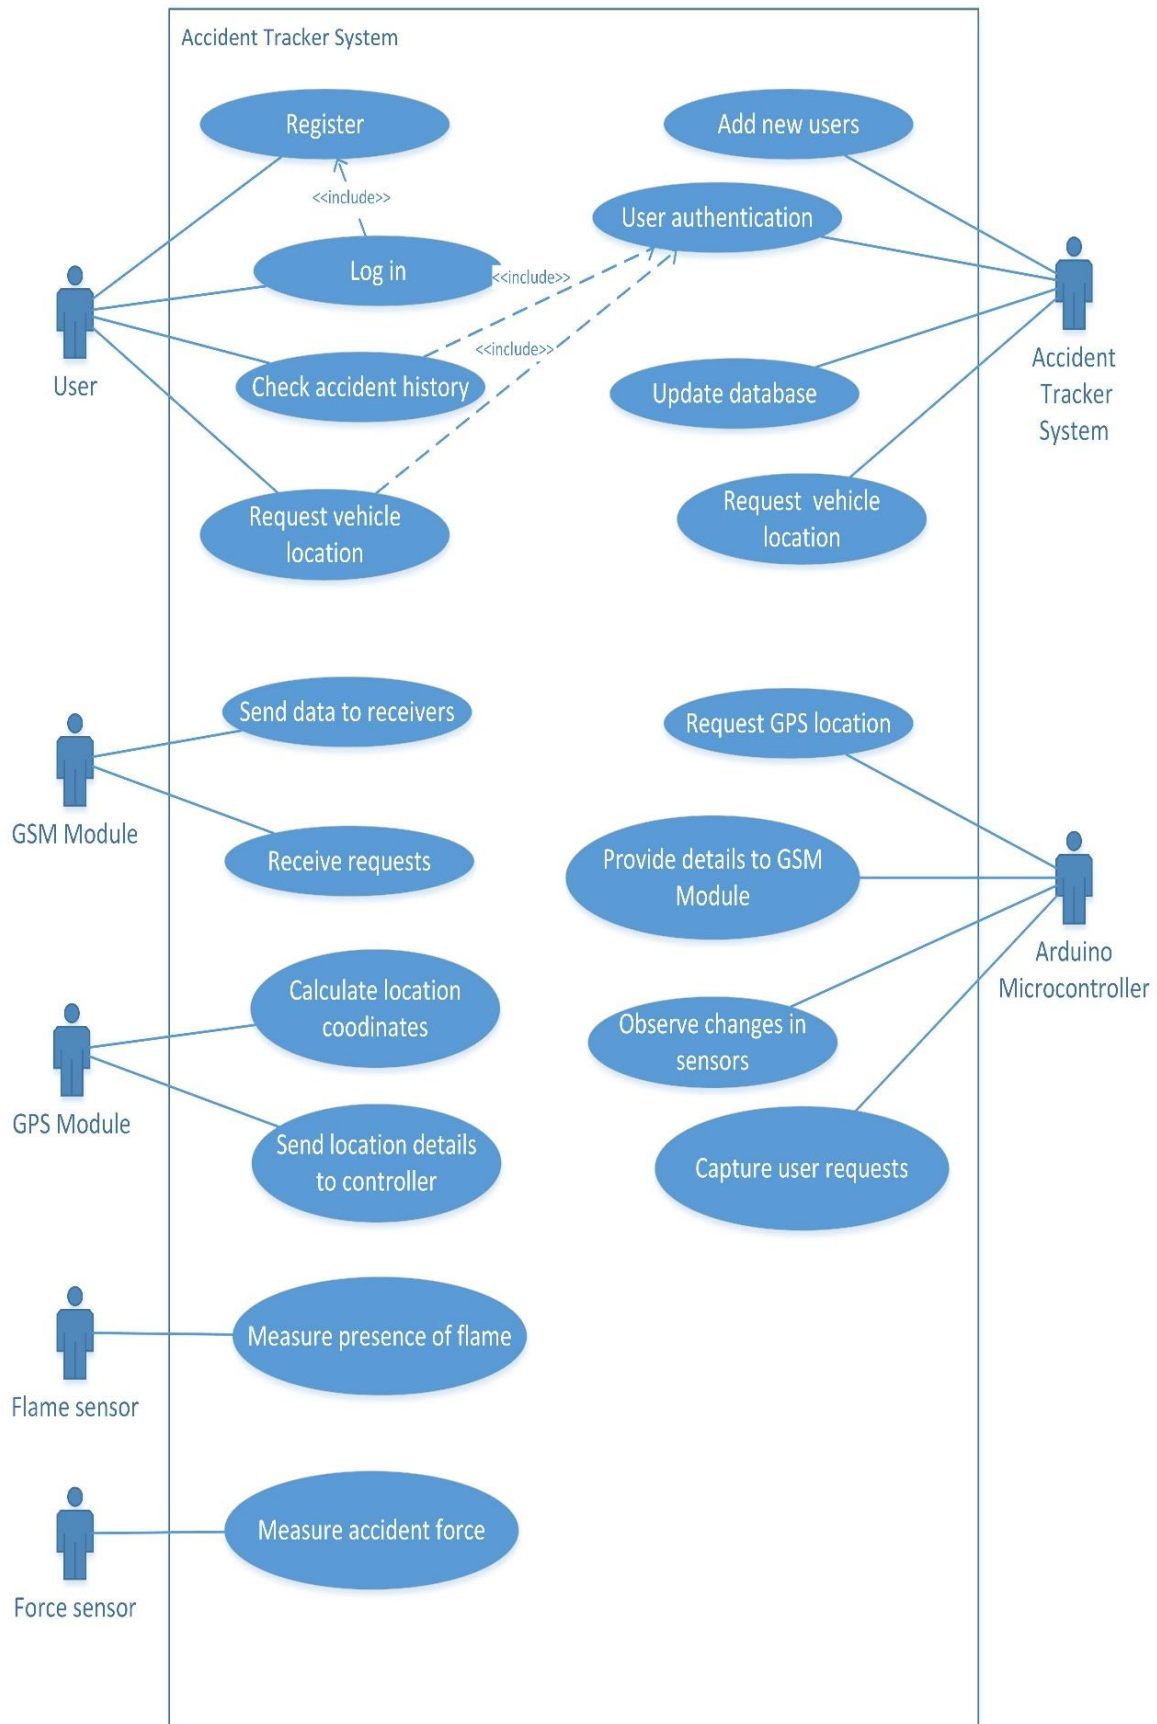 Accident Tracker System
Register
Add new users
<<include>>
User authentication
Log in
<<include>>
<<include>>
User
Check accident history
Update database
Accident
Tracker
System
Request vehicle
location
Request vehicle
location
Send data to receivers
Request GPS location
GSM Module
Receive requests
Provide details to GSM
Module
Arduino
Microcontroller
Calculate location
coodinates
Observe changes in
sensors
GPS Module
Send location details
to controller
Capture user requests
Measure presence of flame
Flame sensor
Measure accident force
Force sensor